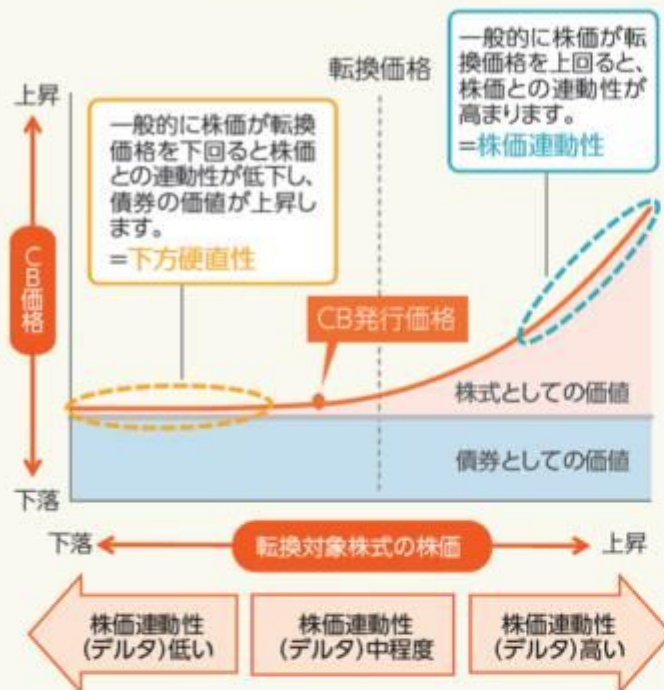 転換価格
一般的に株価が転
換価格を上回ると、
株価との連動性が
高まります。
=株価連動性
上昇
一般的に株価が転換
価格を下回ると株価
との連動性が低下し、
債券の価値が上昇し
ます。
=下方硬直性
CB価格
CB発行価格
株式としての価値
債券としての価値
下落
下落
転換対象株式の株価
上昇
株価連動性
(デルタ)低い
株価連動性
(デルタ)中程度
株価連動性
(デルタ)高い